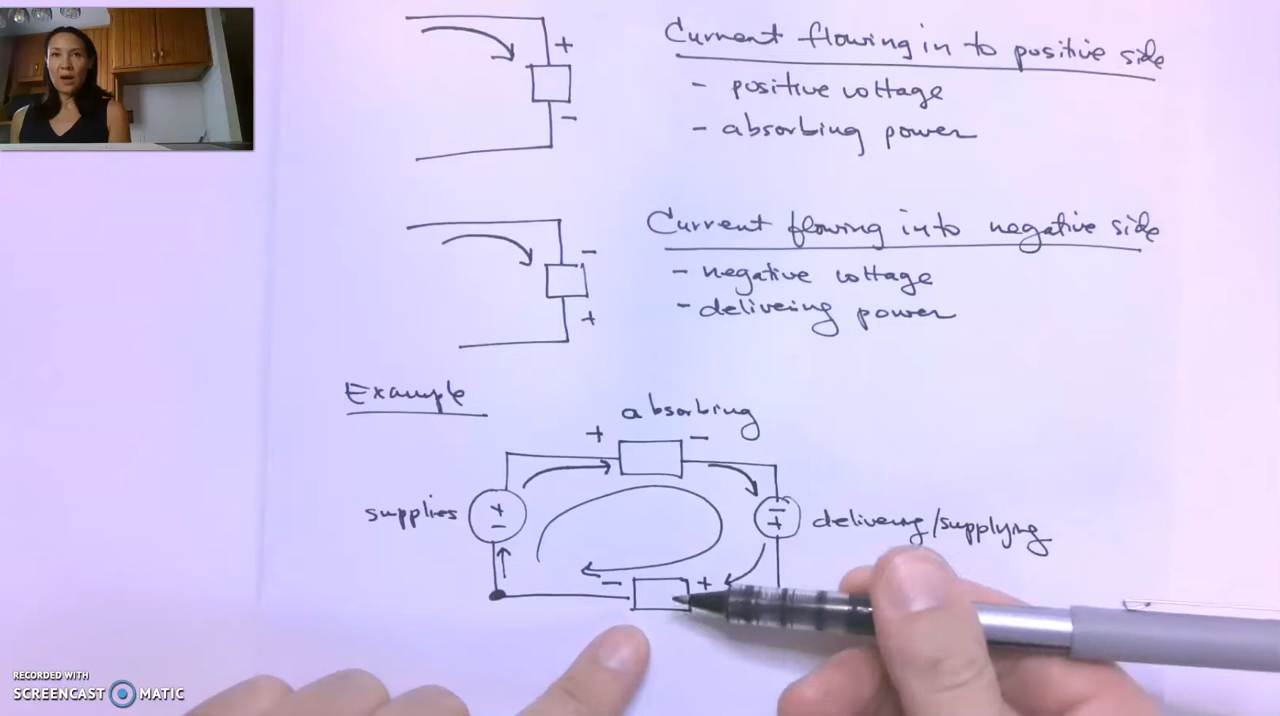 +
-
Current flowing in to positive side
- positive voltage
- absorbing power
-
+
Current flowing into negative side
- negative voltage
- delivering power
Example
absorbing
+ -
supplies
+
-
-
+
delivering/supplying
- +
RECORDED WITH
SCREENCAST MATIC